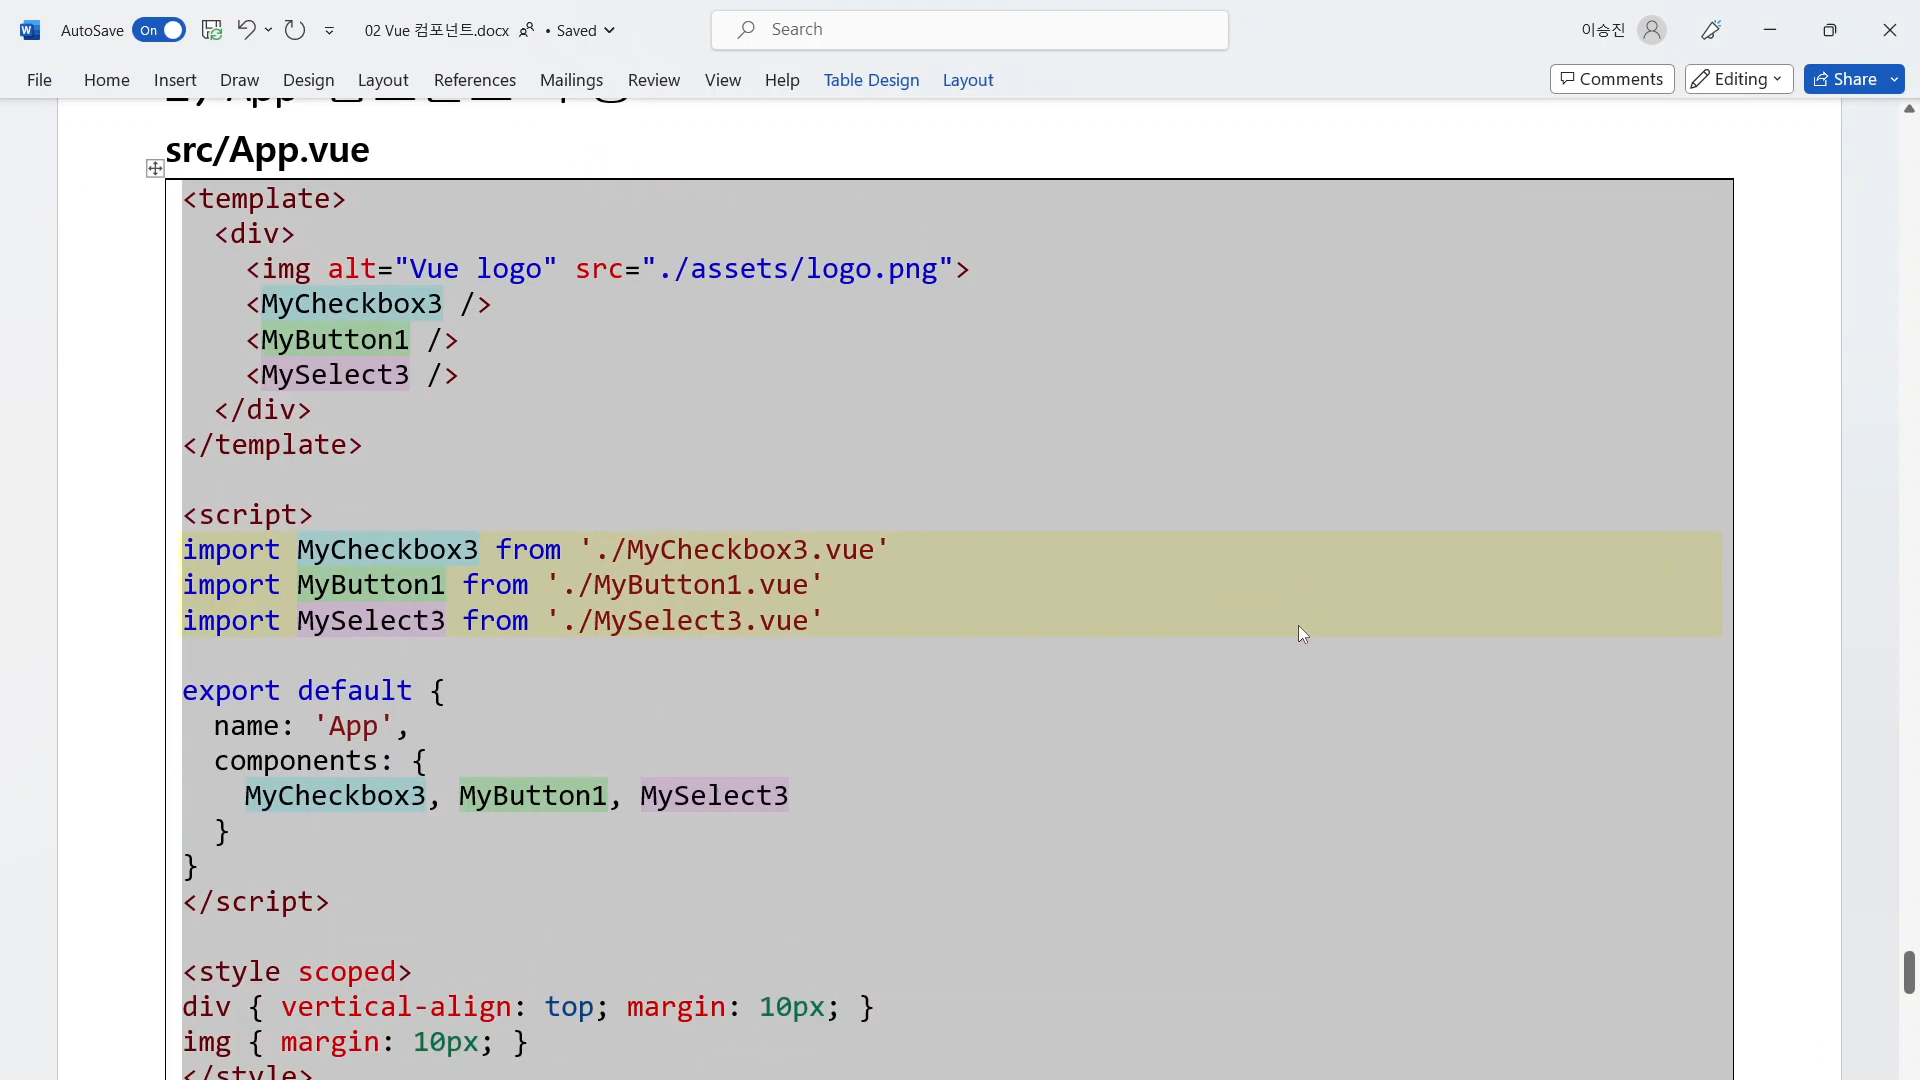 AutoSave On 02 Vue 컴포넌트.docx • Saved Search 이승진
File Home Insert Draw Design Layout References Mailings Review View Help Table Design Layout Comments Editing Share
src/App.vue
<template>
  <div>
    <img alt="Vue logo" src="./assets/logo.png">
    <MyCheckbox3 />
    <MyButton1 />
    <MySelect3 />
  </div>
</template>
<script>
import MyCheckbox3 from './MyCheckbox3.vue'
import MyButton1 from './MyButton1.vue'
import MySelect3 from './MySelect3.vue'
export default {
  name: 'App',
  components: {
    MyCheckbox3, MyButton1, MySelect3
  }
}
</script>
<style scoped>
div { vertical-align: top; margin: 10px; }
img { margin: 10px; }
</style>